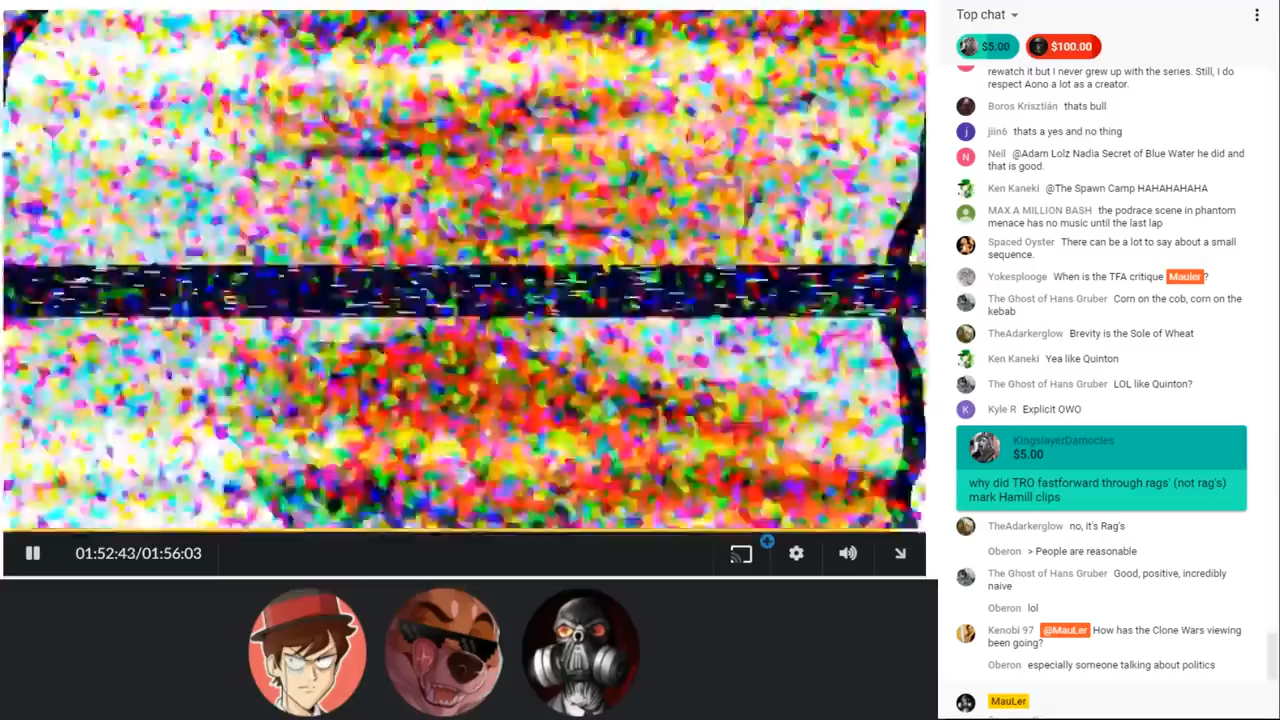 Top chat
$5.00
$100.00
rewatch it but I never grew up with the series. Still, I do
respect Aono a lot as a creator.
Boros Krisztián thats bull
j jiin6 thats a yes and no thing
N Neil @Adam Lolz Nadia Secret of Blue Water he did and
that is good.
Ken Kaneki @The Spawn Camp HAHAHAHAHA
MAX A MILLION BASH the podrace scene in phantom
menace has no music until the last lap
Spaced Oyster There can be a lot to say about a small
sequence.
Yokesplooge When is the TFA critique Mauler ?
The Ghost of Hans Gruber Corn on the cob, corn on the
kebab
TheAdarkerglow Brevity is the Sole of Wheat
Ken Kaneki Yea like Quinton
The Ghost of Hans Gruber LOL like Quinton?
K Kyle R Explicit OWO
KingslayerDamocles
$5.00
why did TRO fastforward through rags' (not rag's)
mark Hamill clips
TheAdarkerglow no, it's Rag's
Oberon > People are reasonable
The Ghost of Hans Gruber Good, positive, incredibly
naive
Oberon lol
Kenobi 97 @MauLer How has the Clone Wars viewing
been going?
Oberon especially someone talking about politics
MauLer
01:52:43/01:56:03